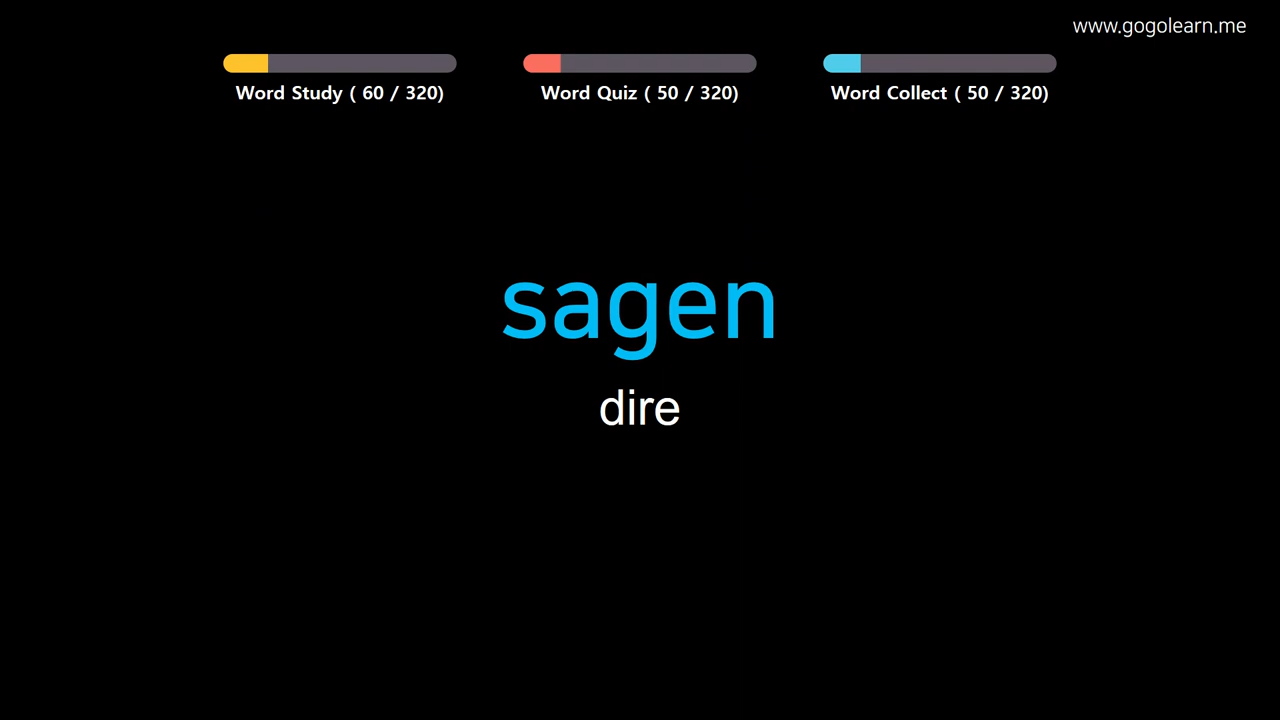 www.gogolearn.me
Word Study ( 60 / 320)
Word Quiz ( 50 / 320)
Word Collect ( 50 / 320)
sagen
dire